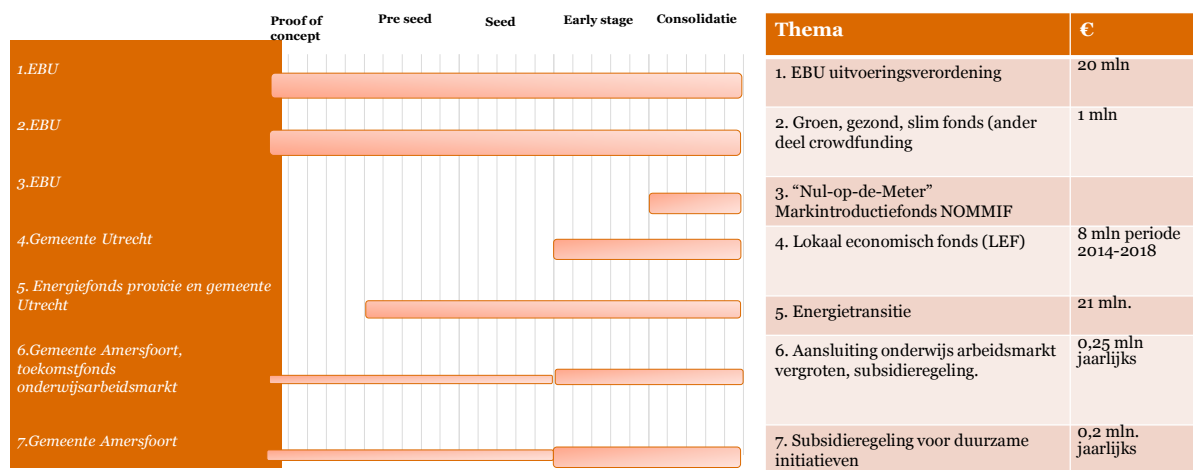 Proof of
concept
Pre seed
Seed
Early stage
Consolidatie
1.EBU
2.EBU
3.EBU
4.Gemeente Utrecht
5. Energiefonds provicie en gemeente
Utrecht
6.Gemeente Amersfoort,
toekomstfonds
onderwijsarbeidsmarkt
7.Gemeente Amersfoort
Thema
€
1. EBU uitvoeringsverordening
20 mln
2. Groen, gezond, slim fonds (ander
deel crowdfunding
1 mln
3. “Nul-op-de-Meter”
Markintroductiefonds NOMMIF
4. Lokaal economisch fonds (LEF)
8 mln periode
2014-2018
5. Energietransitie
21 mln.
6. Aansluiting onderwijs arbeidsmarkt
vergroten, subsidieregeling.
0,25 mln
jaarlijks
7. Subsidieregeling voor duurzame
initiatieven
0,2 mln.
jaarlijks